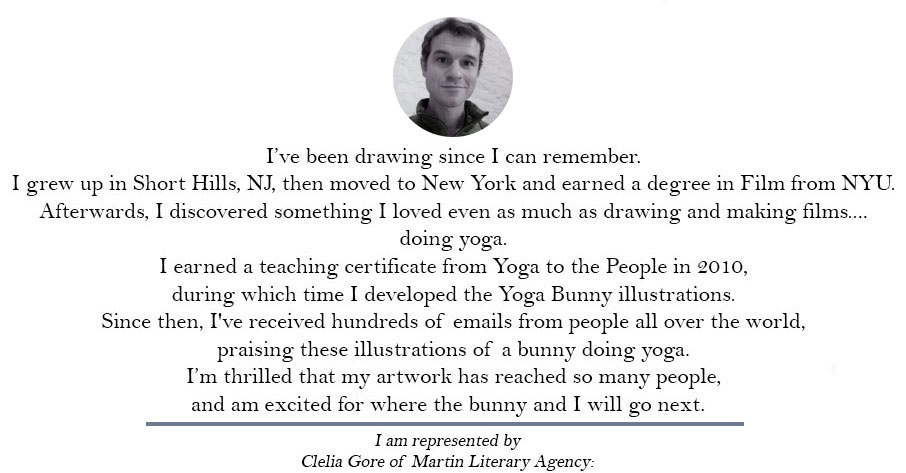 I’ve been drawing since I can remember.
I grew up in Short Hills, NJ, then moved to New York and earned a degree in Film from NYU.
Afterwards, I discovered something I loved even as much as drawing and making films....
doing yoga.
I earned a teaching certificate from Yoga to the People in 2010,
during which time I developed the Yoga Bunny illustrations.
Since then, I've received hundreds of emails from people all over the world,
praising these illustrations of a bunny doing yoga.
I’m thrilled that my artwork has reached so many people,
and am excited for where the bunny and I will go next.
I am represented by
Clelia Gore of Martin Literary Agency: